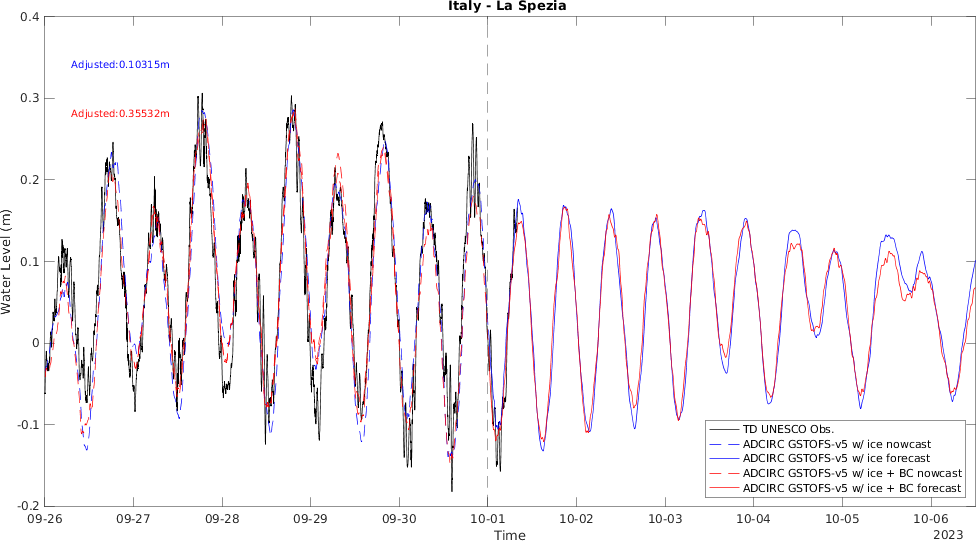 Italy - La Spezia
0.4
0.3
0.2
0.1
0
-0.1
-0.2
Water Level (m)
Adjusted:0.10315m
Adjusted:0.35532m
TD UNESCO Obs.
ADCIRC GSTOFS-v5 w/ ice nowcast
ADCIRC GSTOFS-v5 w/ ice forecast
ADCIRC GSTOFS-v5 w/ ice + BC nowcast
ADCIRC GSTOFS-v5 w/ ice + BC forecast
09-26 09-27 09-28 09-29 09-30 10-01 10-02 10-03 10-04 10-05 10-06
Time
2023